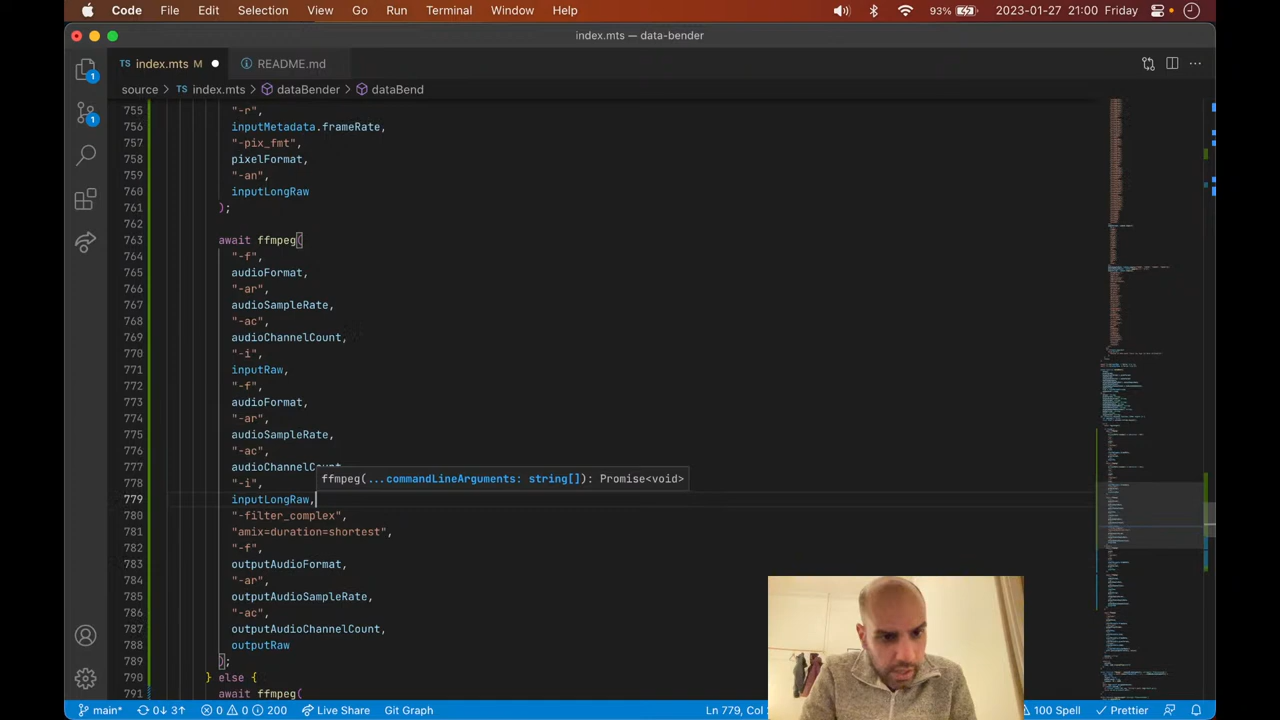 Code File Edit Selection View Go Run Terminal Window Help 93% 2023-01-27 21:00 Friday
index.mts — data-bender
TS index.mts M README.md
source > TS index.mts > dataBender > dataBend
755 "-r",
756 inputMetadata.frameRate,
757 "-pix_fmt",
758 pixelFormat,
759 "-an",
760 inputLongRaw
761 );
762
763 await ffmpeg(
764 "-f",
765 audioFormat,
766 "-ar",
767 audioSampleRate,
768 "-ac",
769 audioChannelCount,
770 "-i",
771 inputRaw,
772 "-f",
773 audioFormat,
774 "-ar",
775 audioSampleRate,
776 "-ac",
777 audioChannelCount,
ffmpeg(...commandLineArguments: string[]): Promise<void>
778 "-i",
779 inputLongRaw,
780 "-filter_complex",
781 "amix=duration=shortest",
782 "-f",
783 outputAudioFormat,
784 "-ar",
785 outputAudioSampleRate,
786 "-ac",
787 outputAudioChannelCount,
788 outputRaw
789 );
790 } else {
791 await ffmpeg(
1
1
main* 0↓ 3↑ 0 0 200 Live Share Git Graph Ln 779, Col 100 Spell Prettier